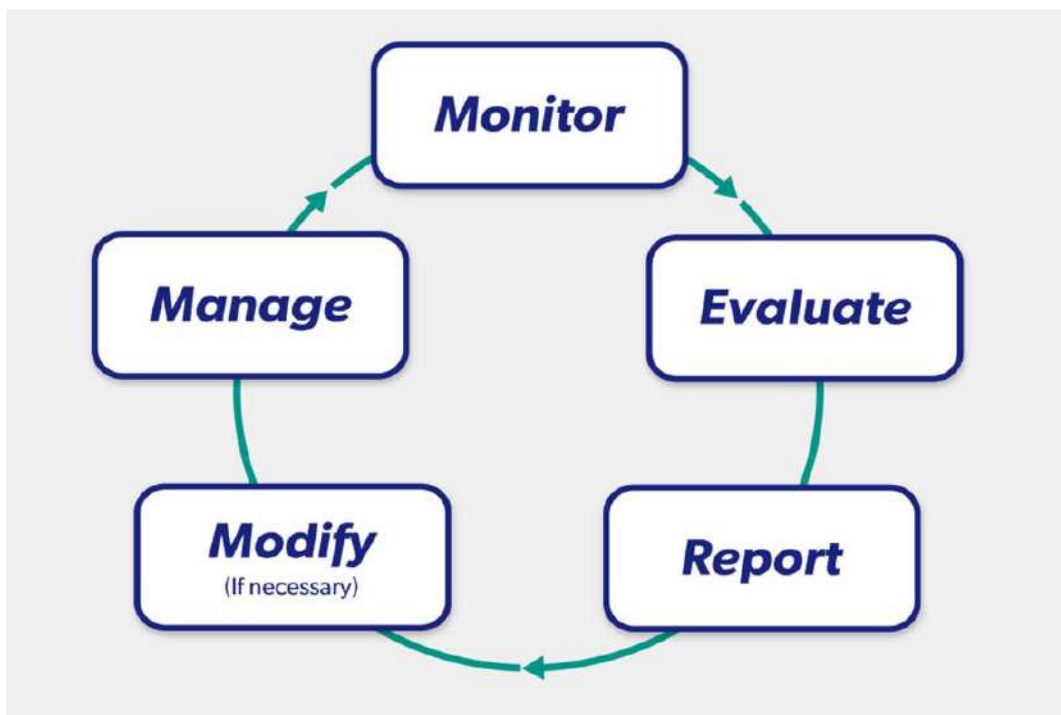 Monitor
Evaluate
Report
Modify
(If necessary)
Manage